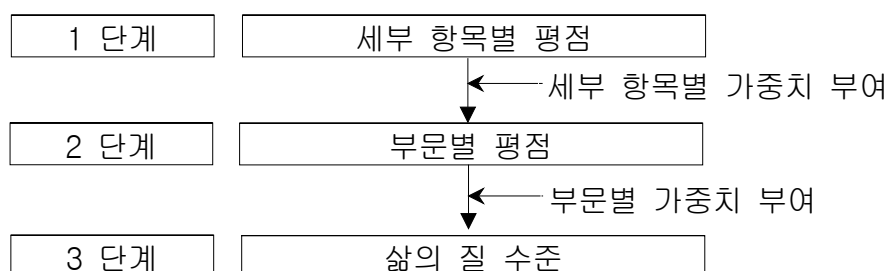 1 단계 세부 항목별 평점
세부 항목별 가중치 부여
2 단계 부문별 평점
부문별 가중치 부여
3 단계 삶의 질 수준